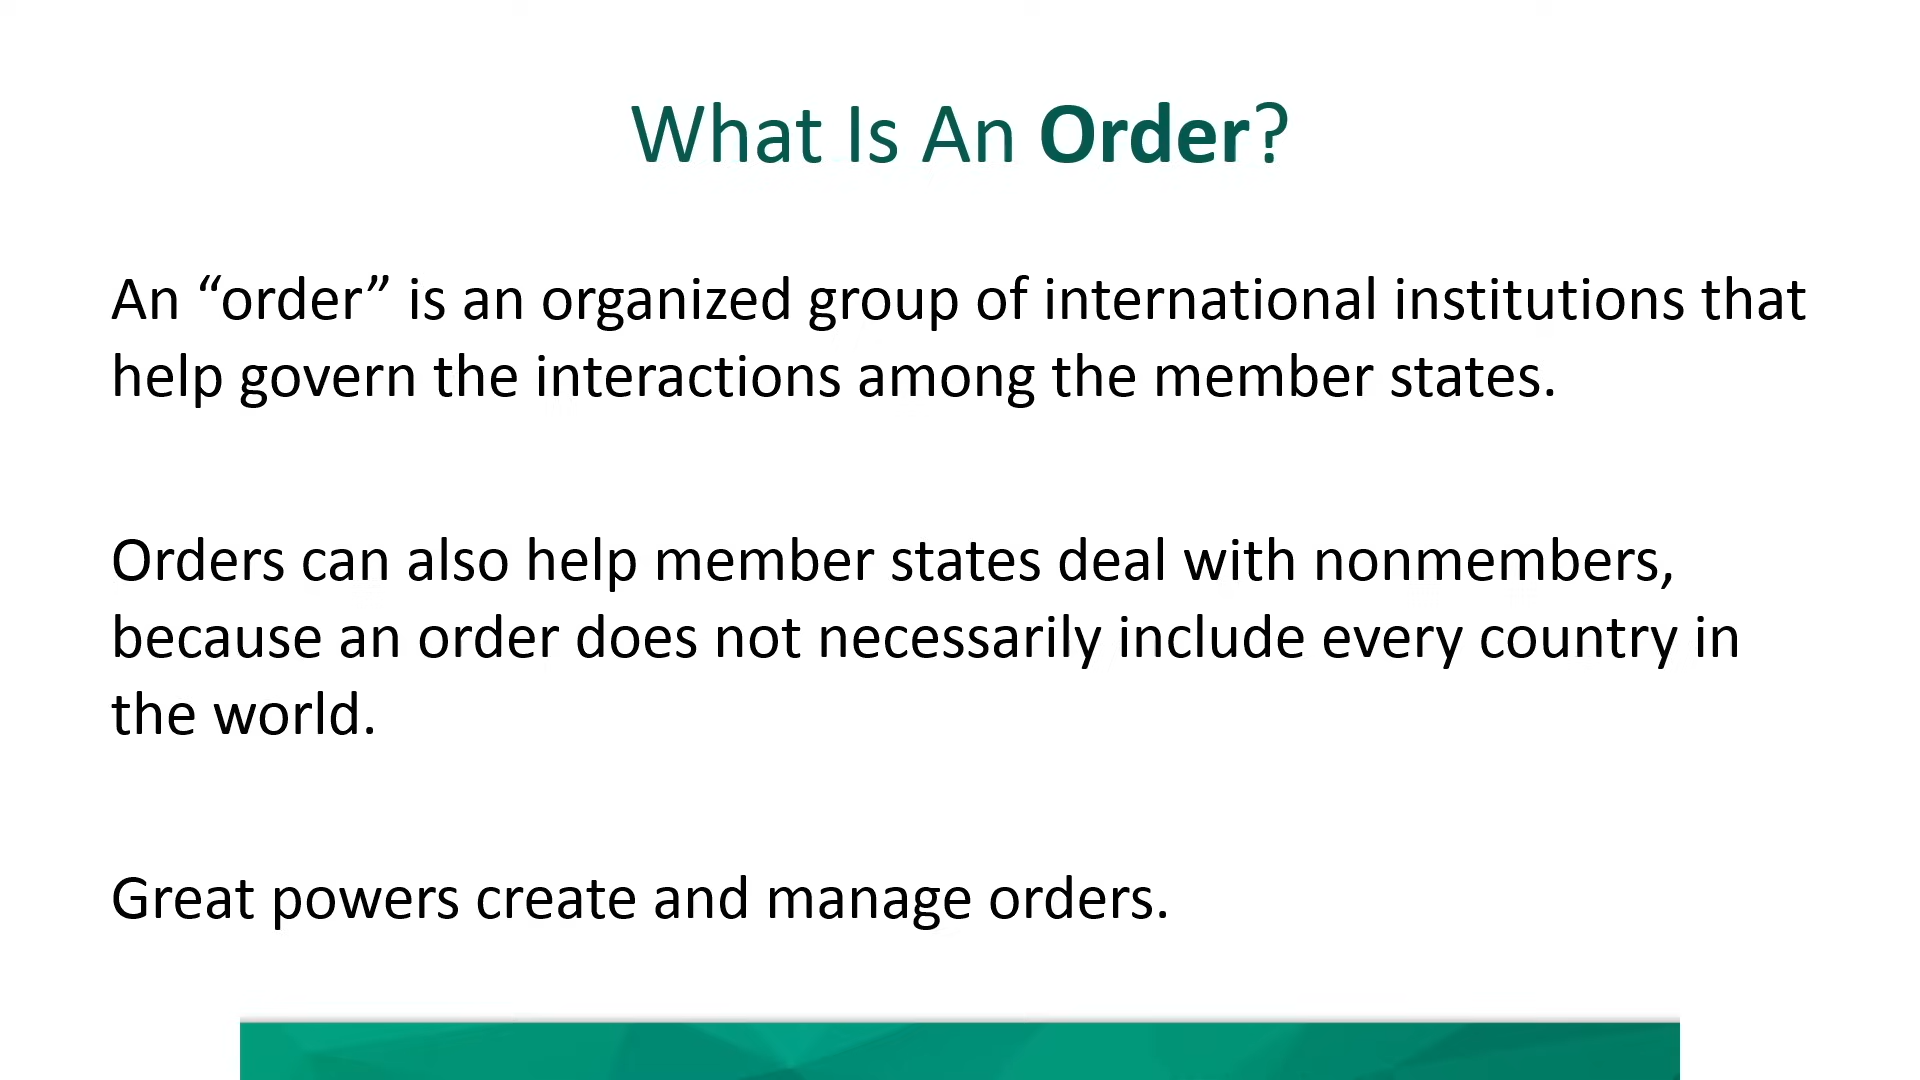 What Is An Order?
An “order” is an organized group of international institutions that
help govern the interactions among the member states.
Orders can also help member states deal with nonmembers,
because an order does not necessarily include every country in
the world.
Great powers create and manage orders.